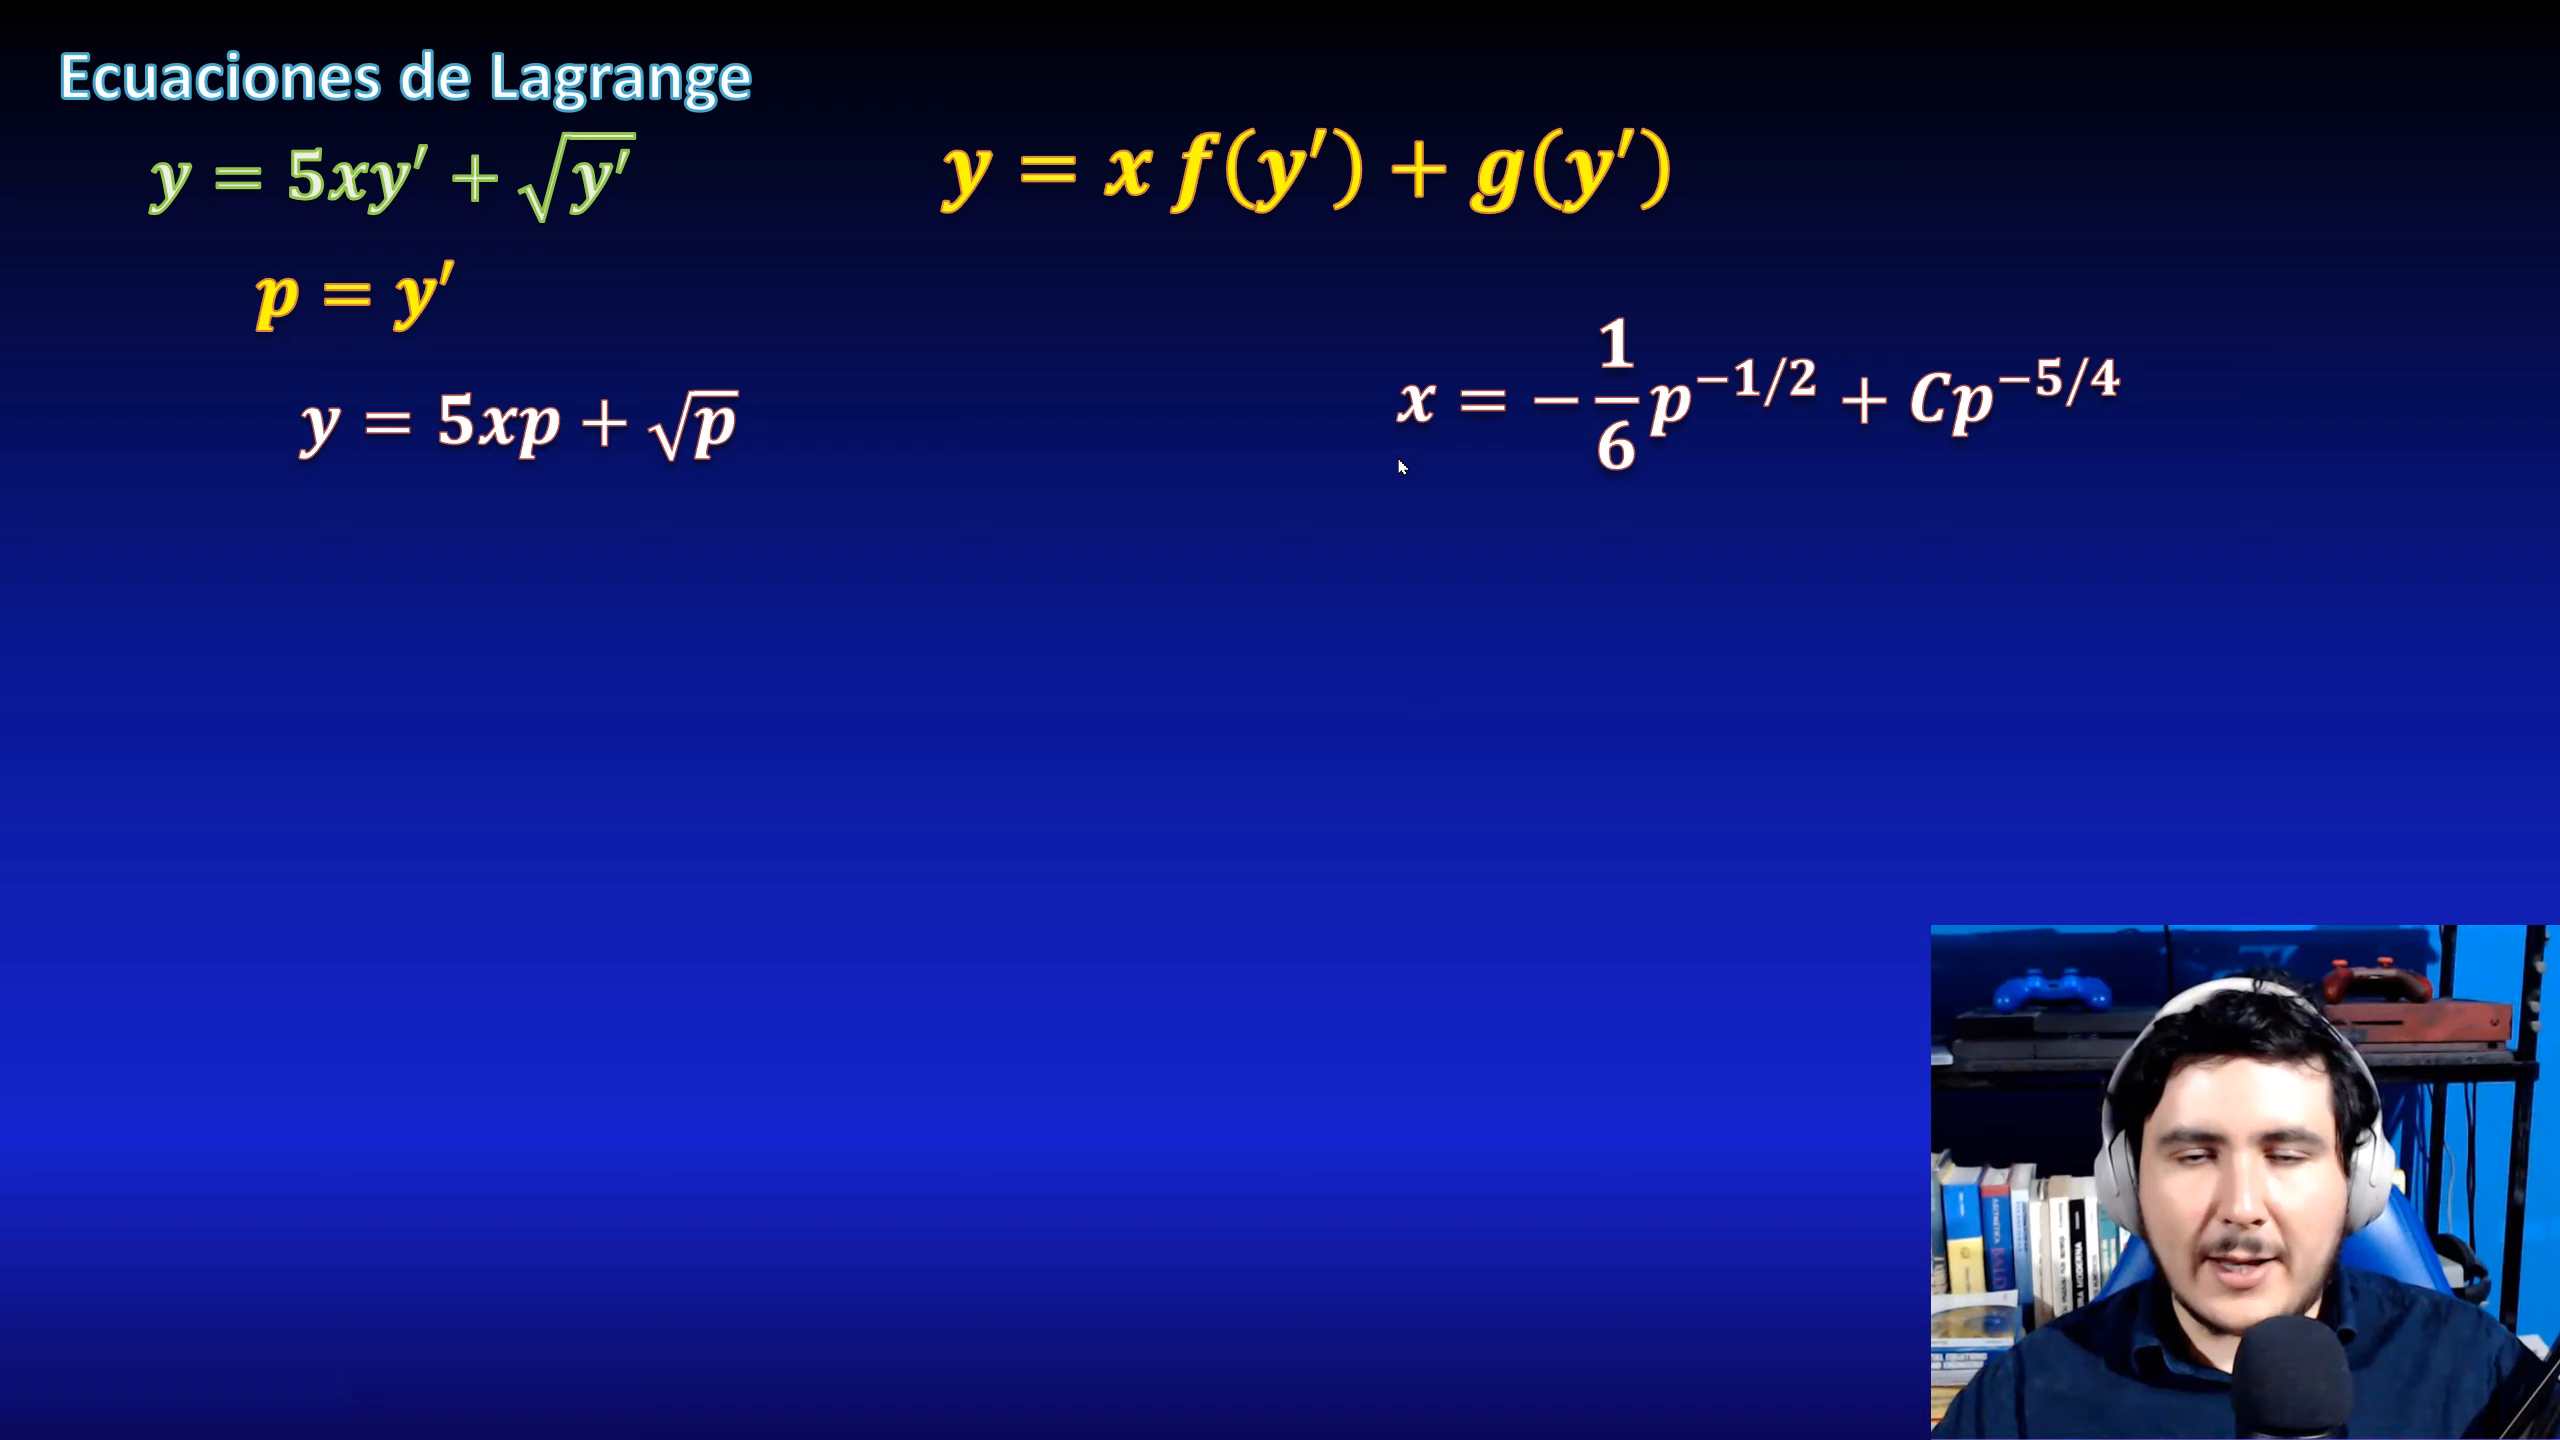 Ecuaciones de Lagrange
y = 5xy′ + √y′
y = x f(y′) + g(y′)
p = y′
y = 5xp + √p
x = −1/6 p^−1/2 + Cp^−5/4